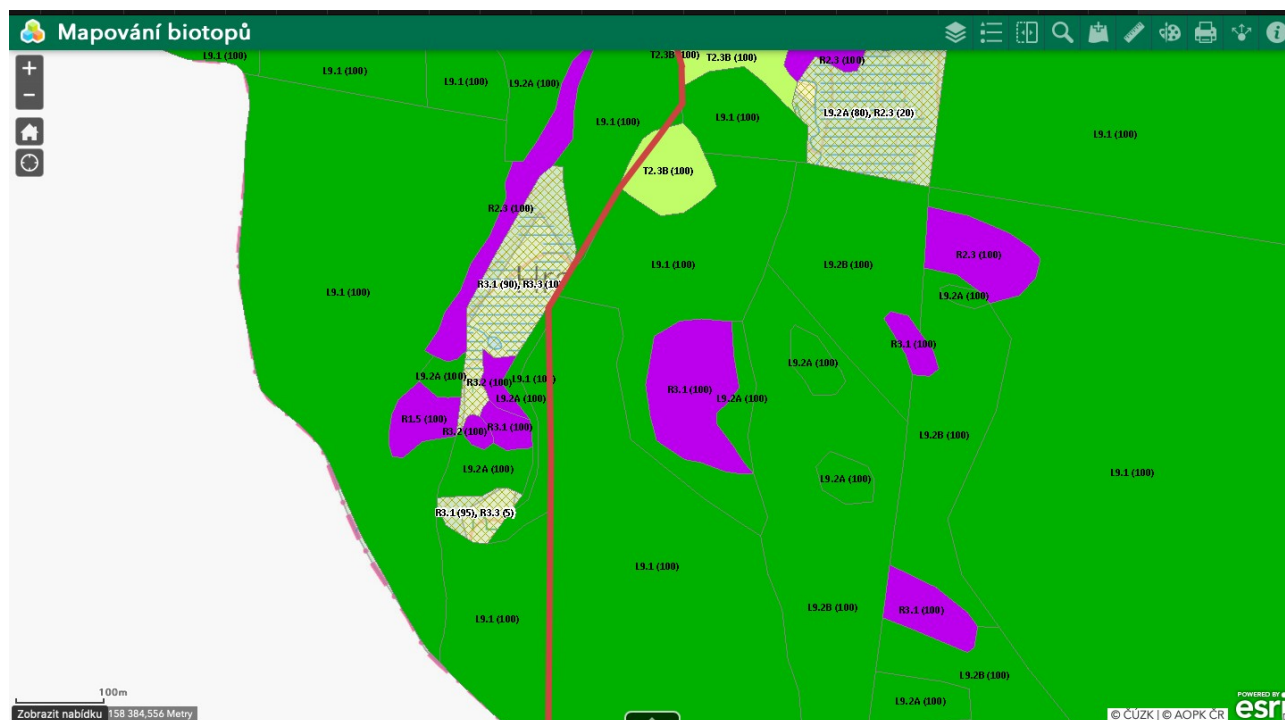 Mapování biotopů
L9.1 (100)
T2.3B (100)
T2.3B (100)
R2.3 (100)
L9.1 (100)
L9.1 (100)
L9.2A (100)
L9.1 (100)
L9.1 (100)
L9.2A (80), R2.3 (20)
L9.1 (100)
T2.3B (100)
R2.3 (100)
L9.1 (100)
L9.2B (100)
R2.3 (100)
L9.1 (100)
R3.1 (90), R3.3 (10
L9.2A (100)
R3.1 (100)
L9.2A (100)
L9.2A (100)
R3.2 (100)
L9.1 (100)
R3.1 (100)
L9.2A (100)
L9.2A (100)
R1.5 (100)
R3.2 (100)
R3.1 (100)
L9.2B (100)
L9.2A (100)
L9.1 (100)
L9.2A (100)
R3.1 (95), R3.3 (5)
L9.1 (100)
L9.2B (100)
R3.1 (100)
L9.1 (100)
L9.2B (100)
L9.2A (100)
100m
Zobrazit nabídku
158 384,556 Metry
© ČÚZK | © AOPK ČR
POWERED BY
esri